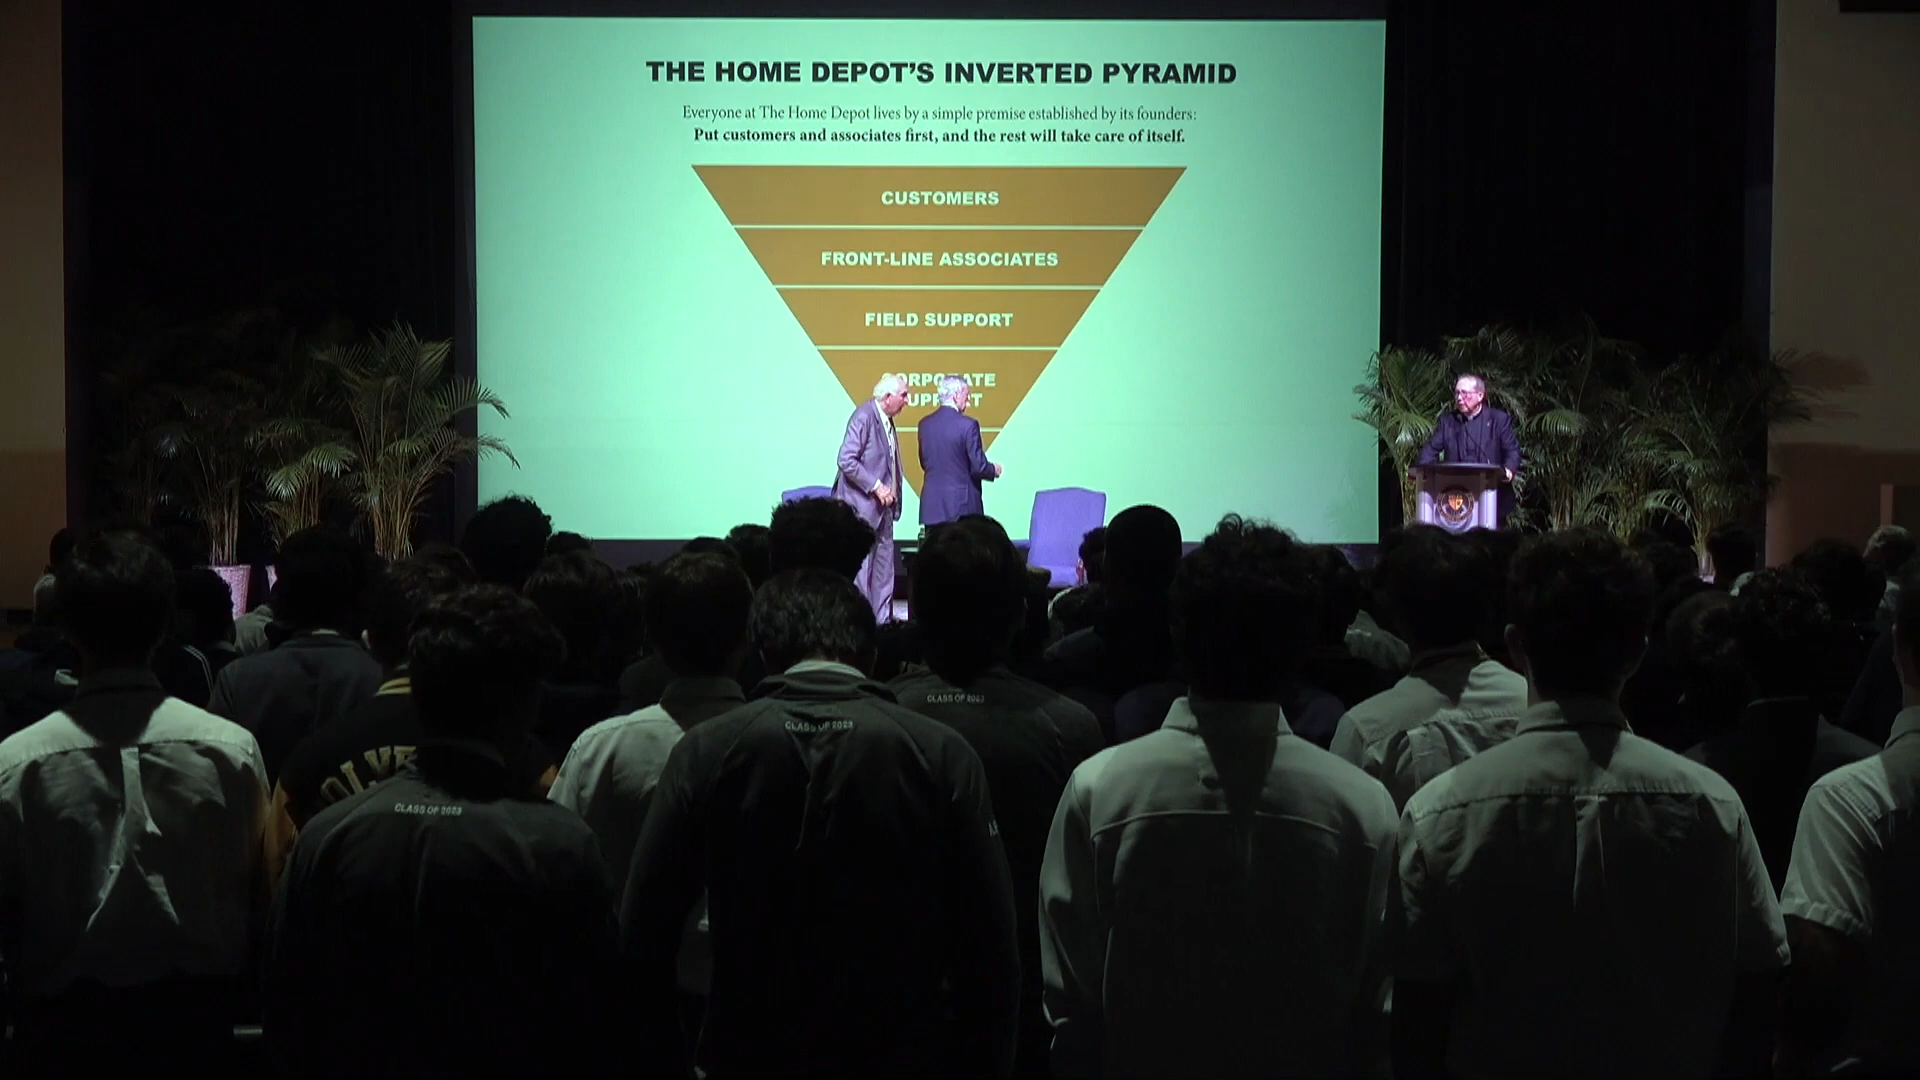 THE HOME DEPOT'S INVERTED PYRAMID
Everyone at The Home Depot lives by a simple premise established by its founders:
Put customers and associates first, and the rest will take care of itself.
CUSTOMERS
FRONT-LINE ASSOCIATES
FIELD SUPPORT
CORPORATE
SUPPORT
CLASS OF 2023
CLASS OF 2023
CLASS OF 2023